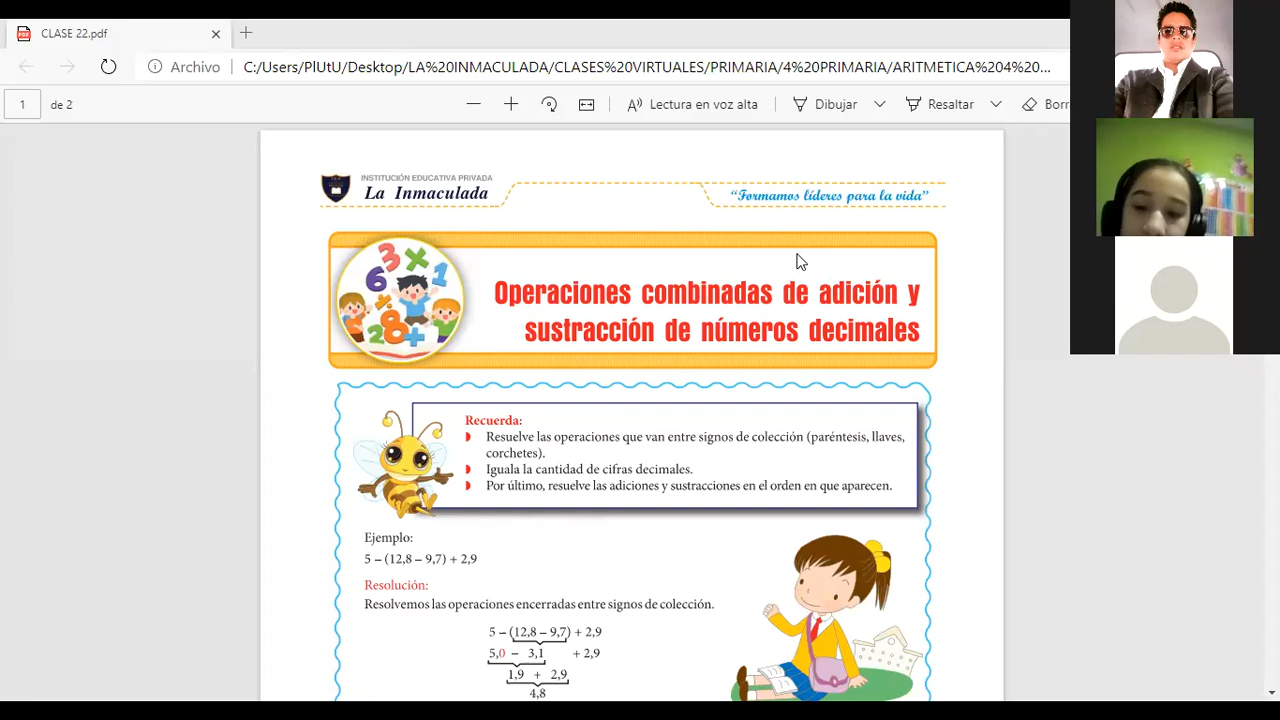 CLASE 22.pdf
Archivo C:/Users/PlUtU/Desktop/LA%20INMACULADA/CLASES%20VIRTUALES/PRIMARIA/4%20PRIMARIA/ARITMETICA%204%20...
1 de 2 Lectura en voz alta Dibujar Resaltar Borr
INSTITUCIÓN EDUCATIVA PRIVADA
La Inmaculada
“Formamos líderes para la vida”
3 × 1
6 ÷
2 8 +
Operaciones combinadas de adición y
sustracción de números decimales
Recuerda:
Resuelve las operaciones que van entre signos de colección (paréntesis, llaves,
corchetes).
Iguala la cantidad de cifras decimales.
Por último, resuelve las adiciones y sustracciones en el orden en que aparecen.
Ejemplo:
5 – (12,8 – 9,7) + 2,9
Resolución:
Resolvemos las operaciones encerradas entre signos de colección.
5 – (12,8 – 9,7) + 2,9
5,0 – 3,1 + 2,9
1,9 + 2,9
4,8